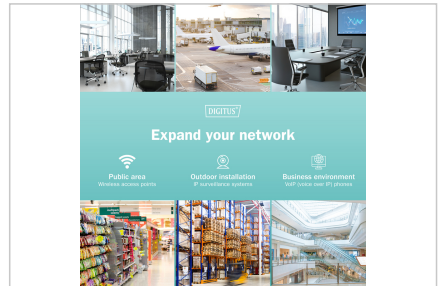 DIGITUS
Expand your network
Public area
Wireless access points
Outdoor installation
IP surveillance systems
Business environment
VoIP (voice over IP) phones